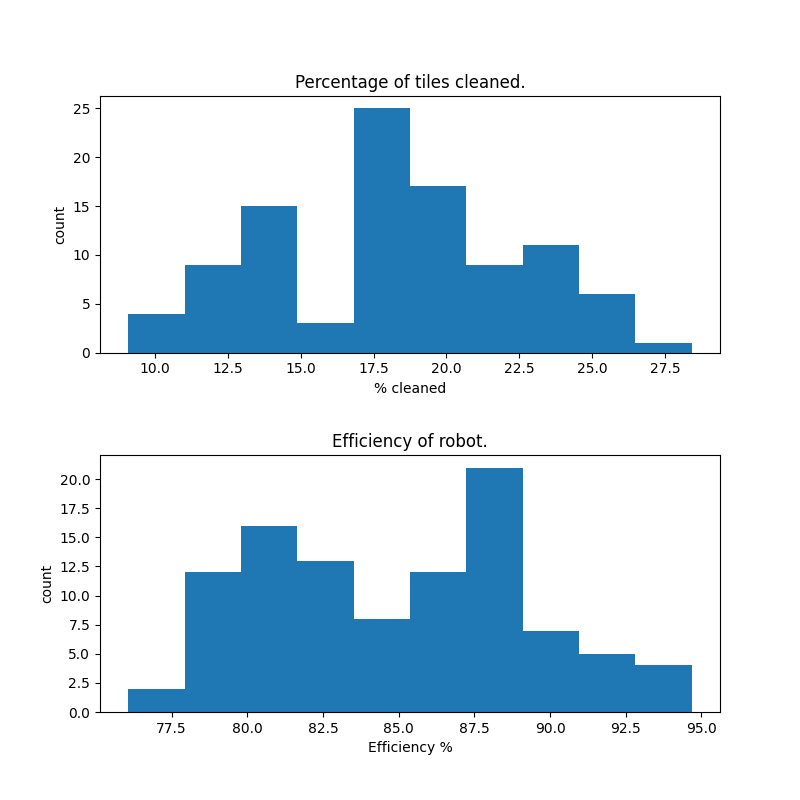 Percentage of tiles cleaned.
25
20
15
10
5
0
count
10.0 12.5 15.0 17.5 20.0 22.5 25.0 27.5
% cleaned
Efficiency of robot.
20.0
17.5
15.0
12.5
10.0
7.5
5.0
2.5
0.0
count
77.5 80.0 82.5 85.0 87.5 90.0 92.5 95.0
Efficiency %